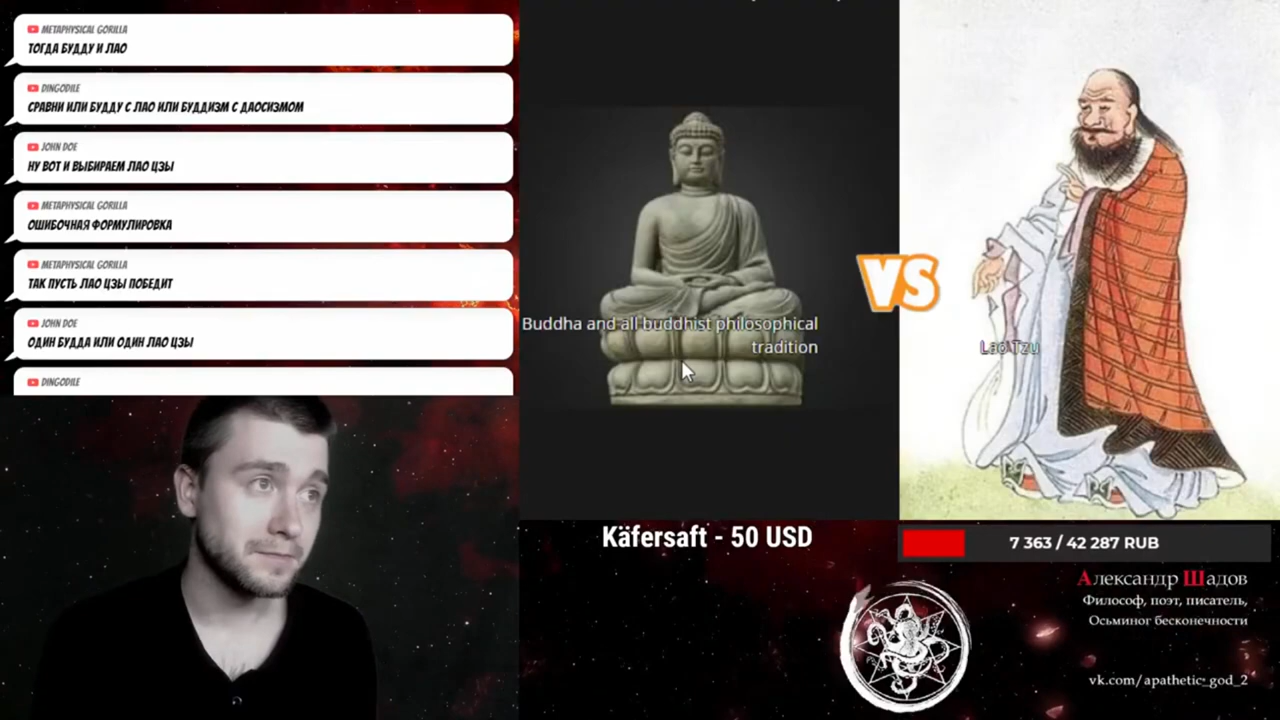 METAPHYSICAL GORILLA
ТОГДА БУДДУ И ЛАО
DINGODILE
СРАВНИ ИЛИ БУДДУ С ЛАО ИЛИ БУДДИЗМ С ДАОСИЗМОМ
JOHN DOE
НУ ВОТ И ВЫБИРАЕМ ЛАО ЦЗЫ
METAPHYSICAL GORILLA
ОШИБОЧНАЯ ФОРМУЛИРОВКА
METAPHYSICAL GORILLA
ТАК ПУСТЬ ЛАО ЦЗЫ ПОБЕДИТ
JOHN DOE
ОДИН БУДДА ИЛИ ОДИН ЛАО ЦЗЫ
DINGODILE
Buddha and all buddhist philosophical
tradition
VS
Lao Tzu
Käfersaft - 50 USD
7 363 / 42 287 RUB
Александр Шадов
Философ, поэт, писатель,
Осьминог бесконечности
vk.com/apathetic_god_2